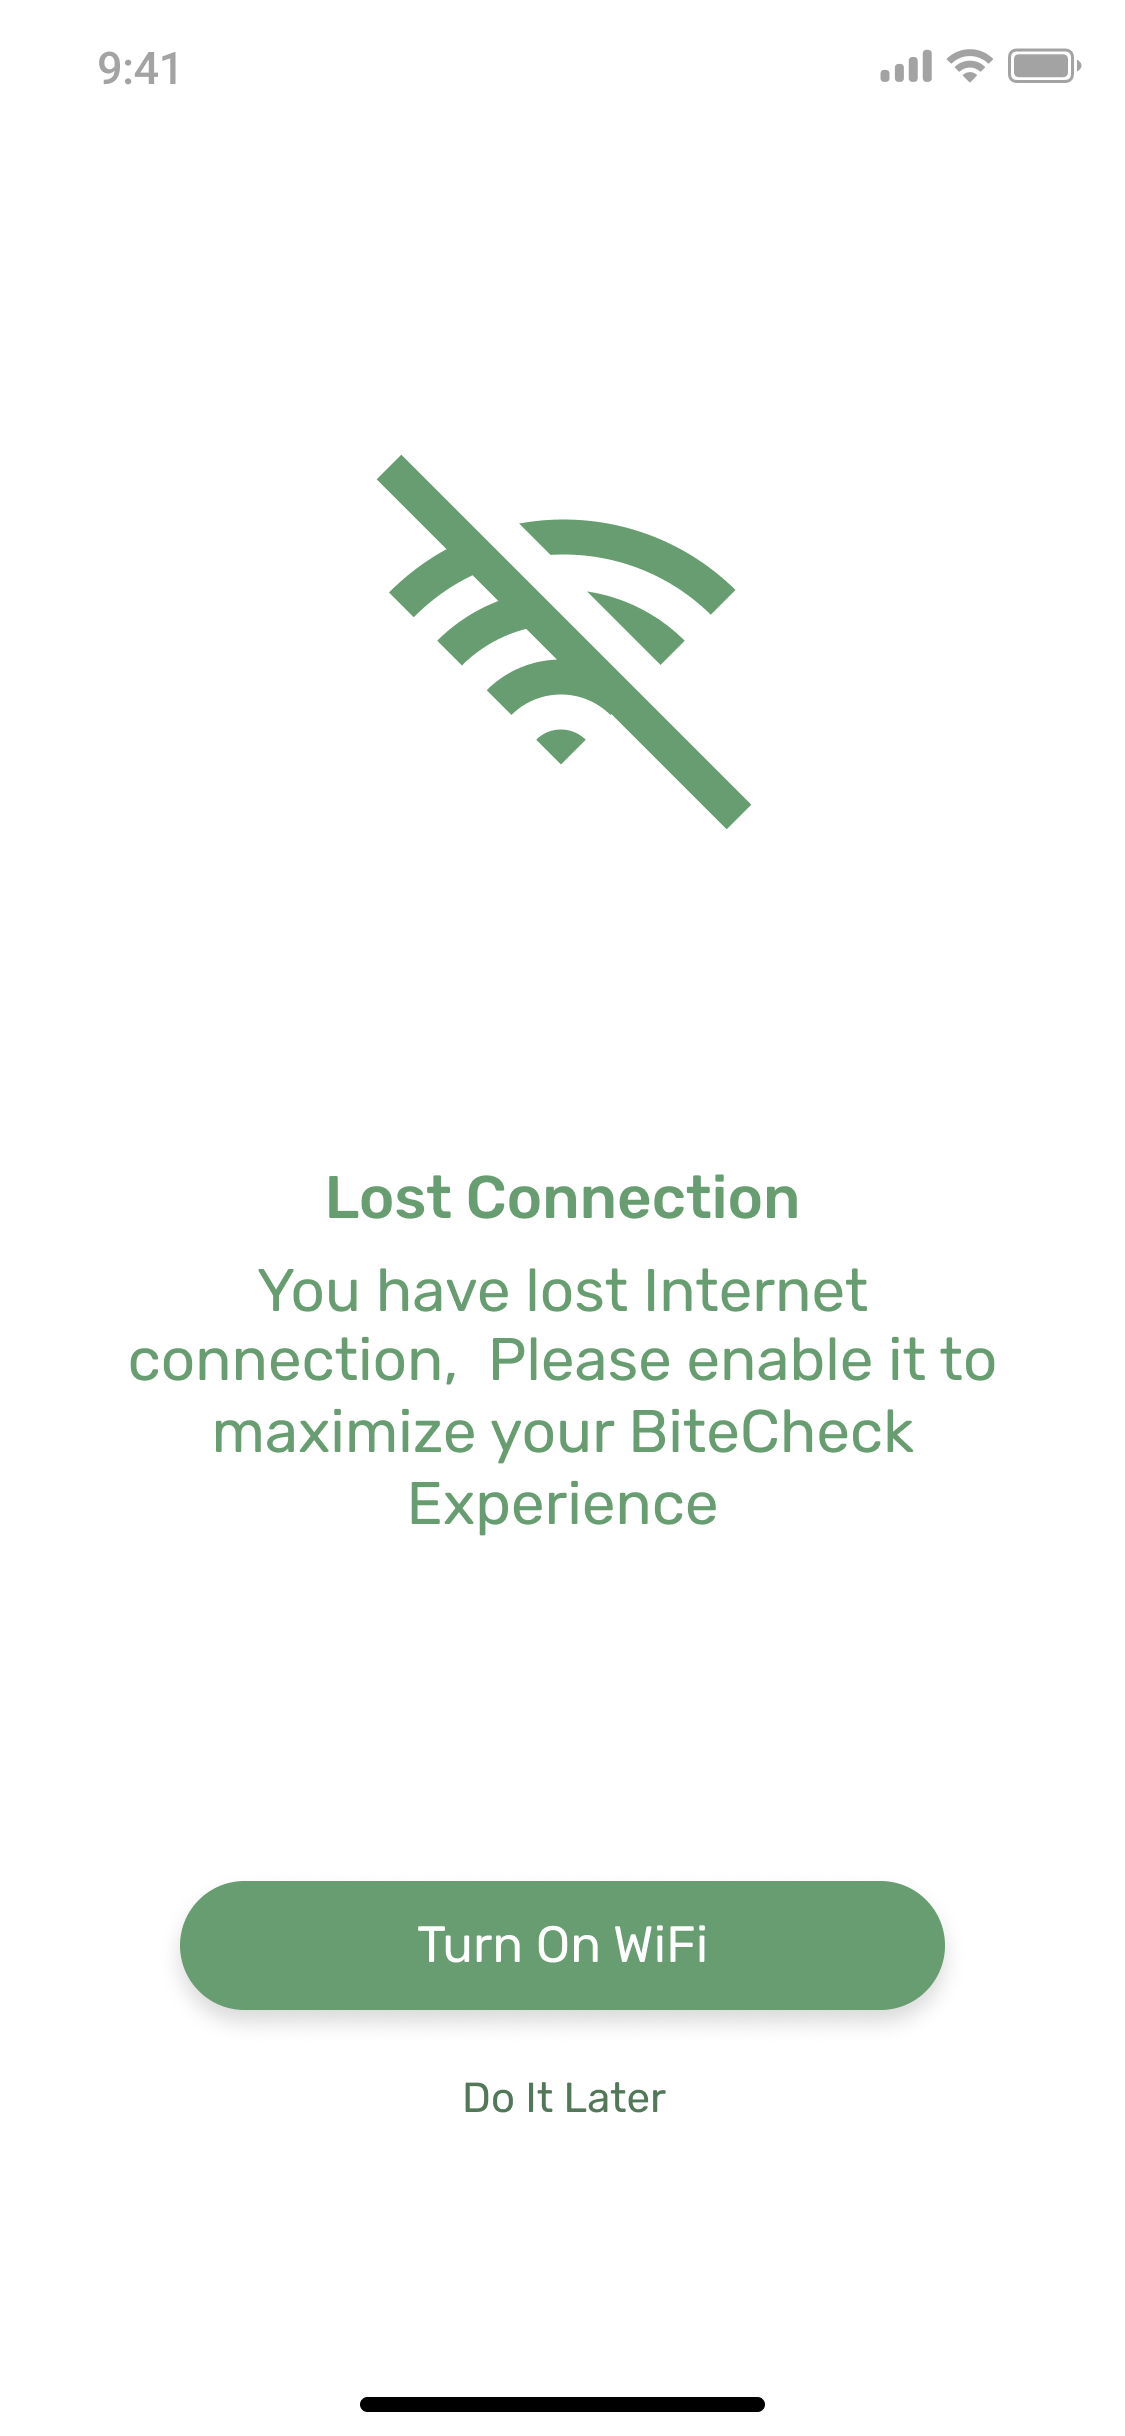 9:41
Lost Connection
You have lost Internet
connection,  Please enable it to
maximize your BiteCheck
Experience
Turn On WiFi
Do It Later